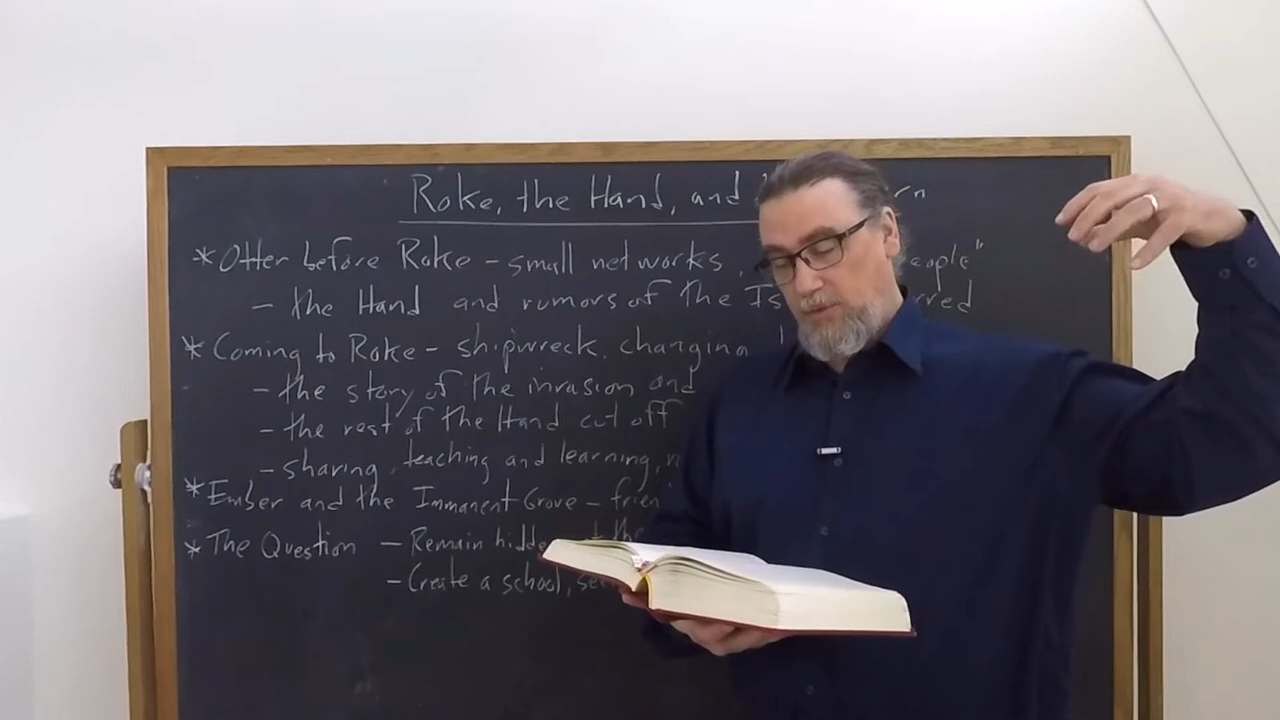 Roke, the Hand, and
* Otter before Roke - small networks,
- the Hand and rumors of the
* Coming to Roke - shipwreck, changing
- the story of the invasion and
- the rest of the Hand cut off
- sharing, teaching and learning,
* Ember and the Immanent Grove -
* The Question - Remain
- Create a school,